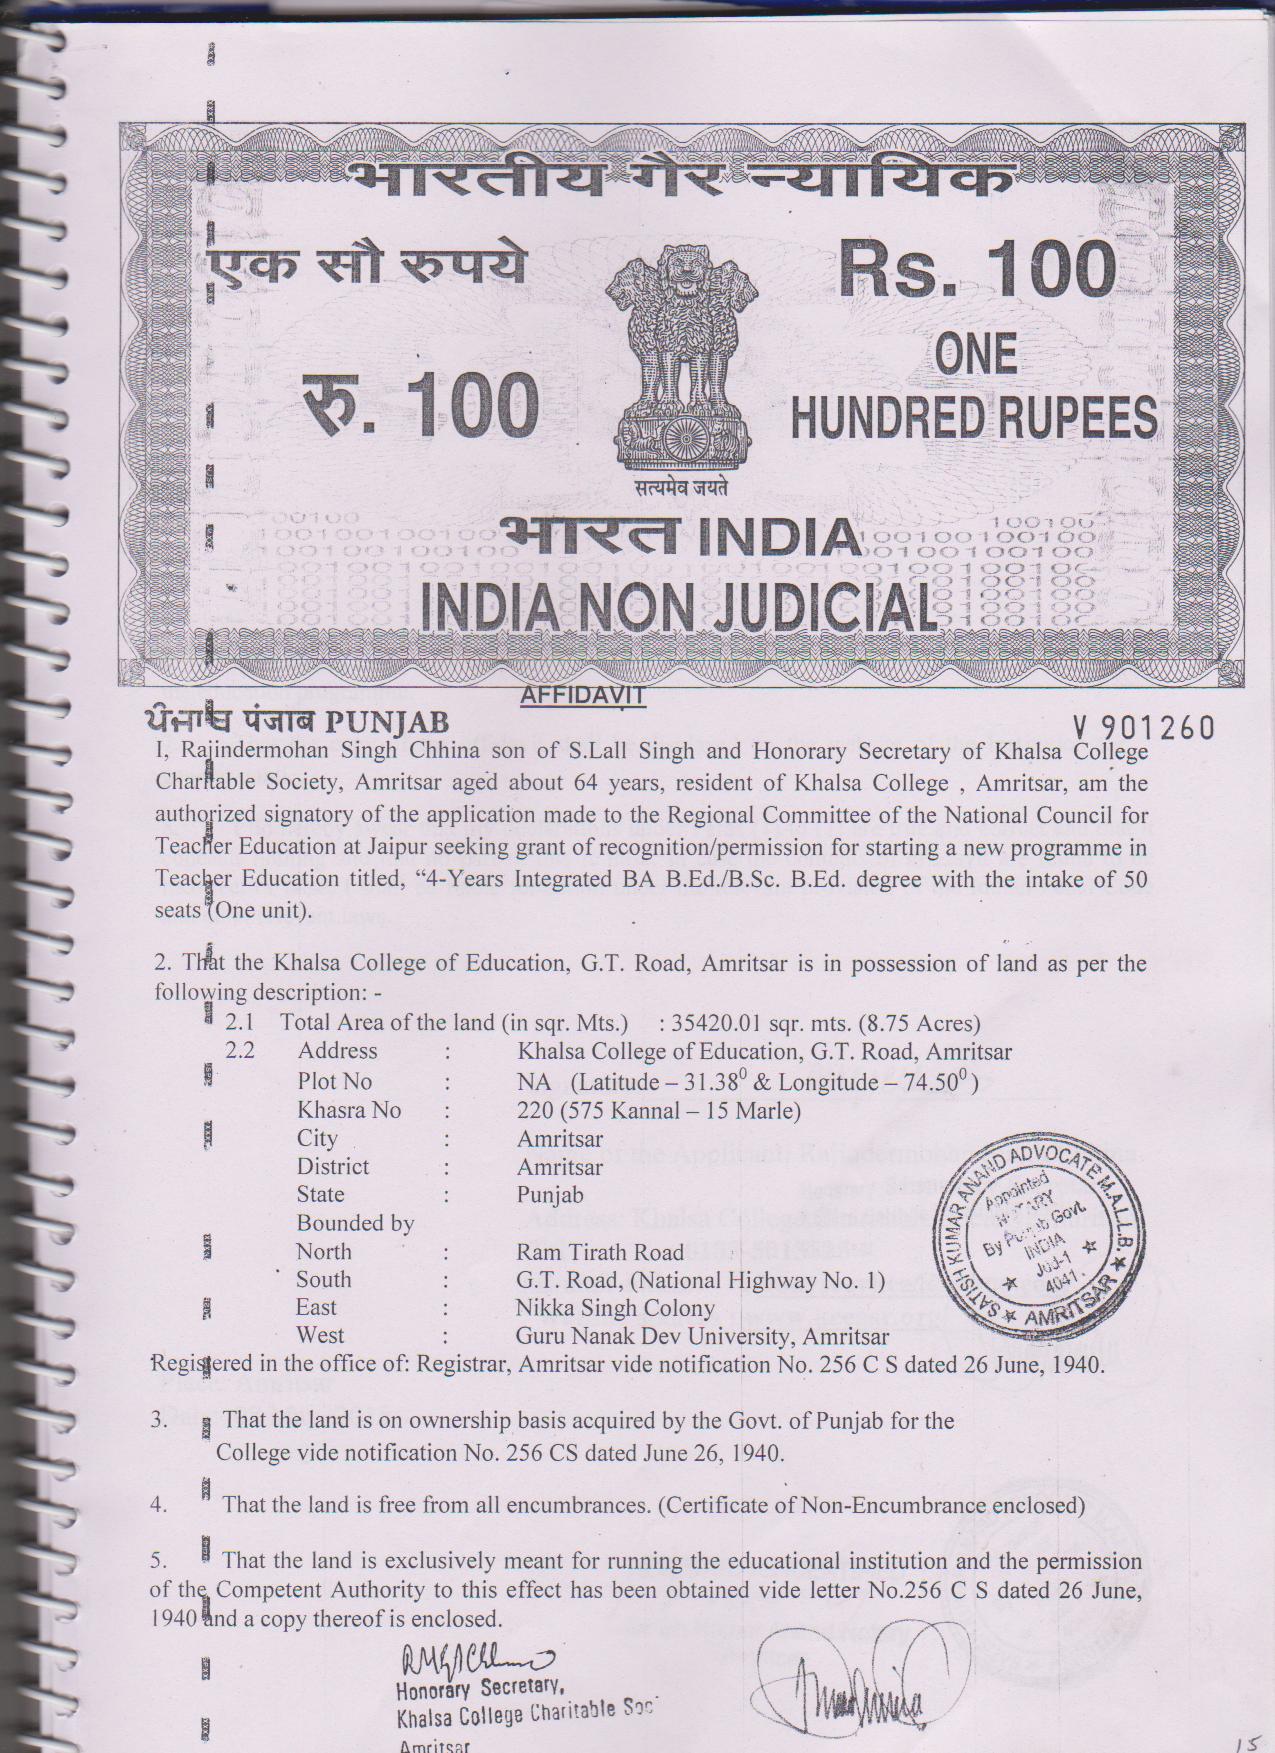 भारतीय गैर न्यायिक
एक सौ रुपये
Rs. 100
रु. 100
ONE
HUNDRED RUPEES
सत्यमेव जयते
भारत INDIA
INDIA NON JUDICIAL
AFFIDAVIT
ਪੰਜਾਬ पंजाब PUNJAB
V 901260
I, Rajindermohan Singh Chhina son of S.Lall Singh and Honorary Secretary of Khalsa College
Charitable Society, Amritsar aged about 64 years, resident of Khalsa College , Amritsar, am the
authorized signatory of the application made to the Regional Committee of the National Council for
Teacher Education at Jaipur seeking grant of recognition/permission for starting a new programme in
Teacher Education titled, “4-Years Integrated BA B.Ed./B.Sc. B.Ed. degree with the intake of 50
seats (One unit).
2. That the Khalsa College of Education, G.T. Road, Amritsar is in possession of land as per the
following description: -
2.1 Total Area of the land (in sqr. Mts.) : 35420.01 sqr. mts. (8.75 Acres)
2.2 Address : Khalsa College of Education, G.T. Road, Amritsar
Plot No : NA (Latitude – 31.38⁰ & Longitude – 74.50⁰ )
Khasra No : 220 (575 Kannal – 15 Marle)
City : Amritsar
District : Amritsar
State : Punjab
Bounded by
North : Ram Tirath Road
South : G.T. Road, (National Highway No. 1)
East : Nikka Singh Colony
West : Guru Nanak Dev University, Amritsar
SATISH KUMAR ANAND ADVOCATE M.A.L.L.B.
AMRITSAR
Appointed
NOTARY
By Punjab Govt.
INDIA
4041
Registered in the office of: Registrar, Amritsar vide notification No. 256 C S dated 26 June, 1940.
3. That the land is on ownership basis acquired by the Govt. of Punjab for the
College vide notification No. 256 CS dated June 26, 1940.
4. That the land is free from all encumbrances. (Certificate of Non-Encumbrance enclosed)
5. That the land is exclusively meant for running the educational institution and the permission
of the Competent Authority to this effect has been obtained vide letter No.256 C S dated 26 June,
1940 and a copy thereof is enclosed.
Honorary Secretary,
Khalsa College Charitable Soc
Amritsar
15